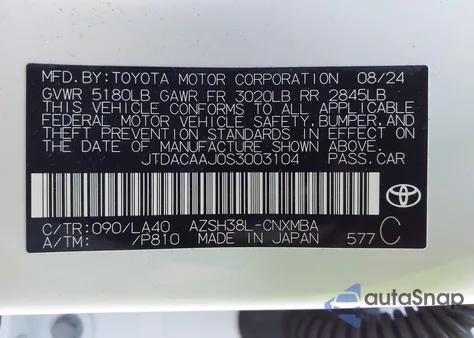 MFD. BY: TOYOTA MOTOR CORPORATION 08/24
GVWR 5180LB GAWR FR 3020LB RR 2845LB
THIS VEHICLE CONFORMS TO ALL APPLICABLE
FEDERAL MOTOR VEHICLE SAFETY, BUMPER, AND
THEFT PREVENTION STANDARDS IN EFFECT ON
THE DATE OF MANUFACTURE SHOWN ABOVE.
JTDACAAJ0S3003104 PASS. CAR
C/TR: 090/LA40 AZSH38L-CNXMBA
A/TM: /P810 MADE IN JAPAN 577 C
autoSnap